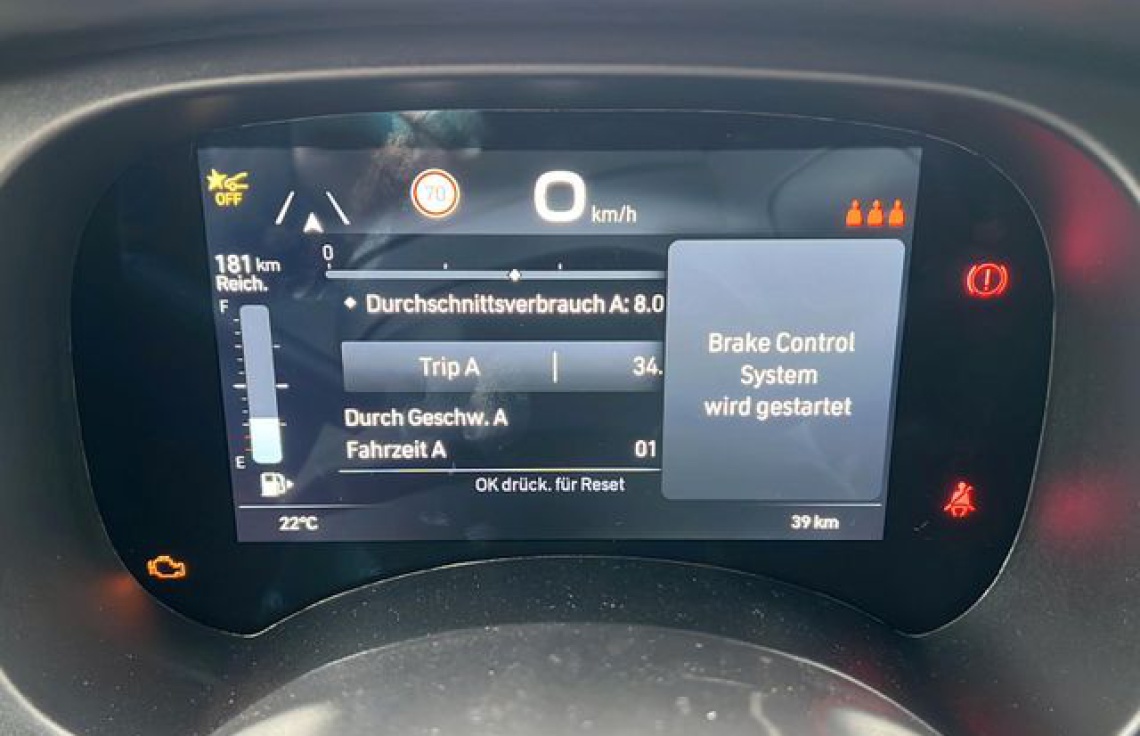 OFF
70
0 km/h
181 km
Reich.
0
F
Durchschnittsverbrauch A: 8.0
Trip A 34.
Brake Control
System
wird gestartet
Durch Geschw. A
Fahrzeit A 01
E
OK drück. für Reset
22°C 39 km